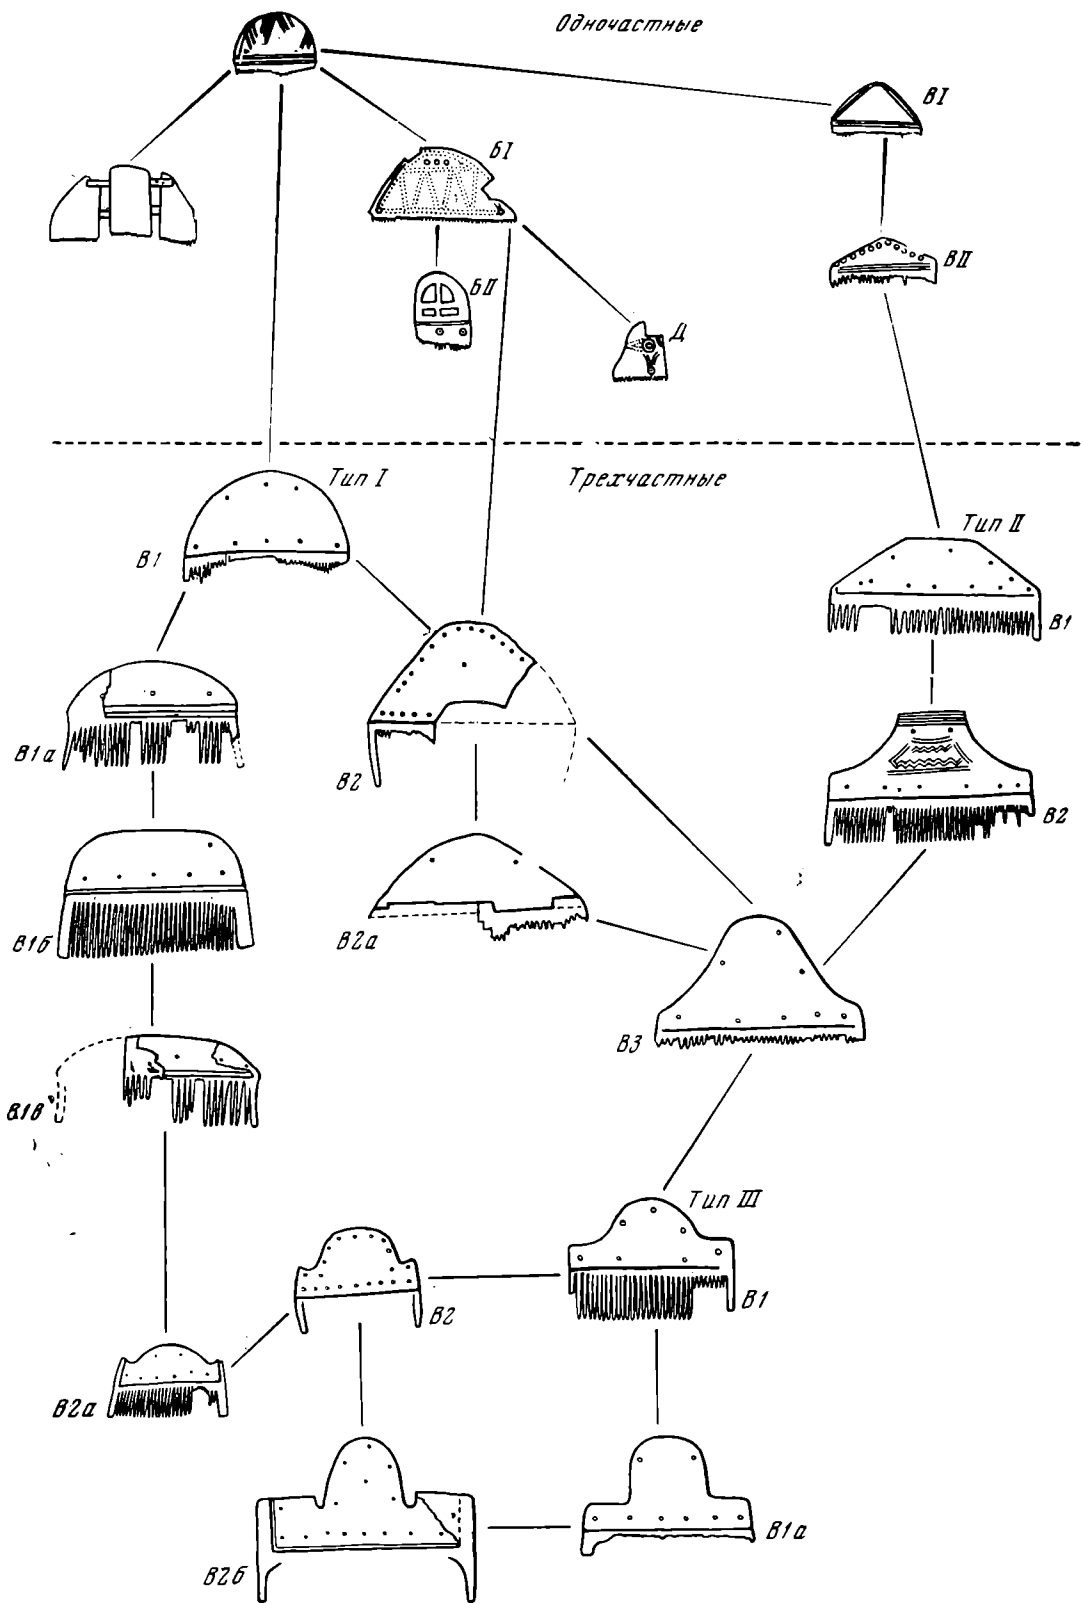 Одночастные
ВI
БI
ВII
БII
Д
Тип I
Трехчастные
Тип II
В1
В1
В1а
В2
В2
В1б
В2а
В3
В1в
Тип III
В2
В1
В2а
В1а
В2б